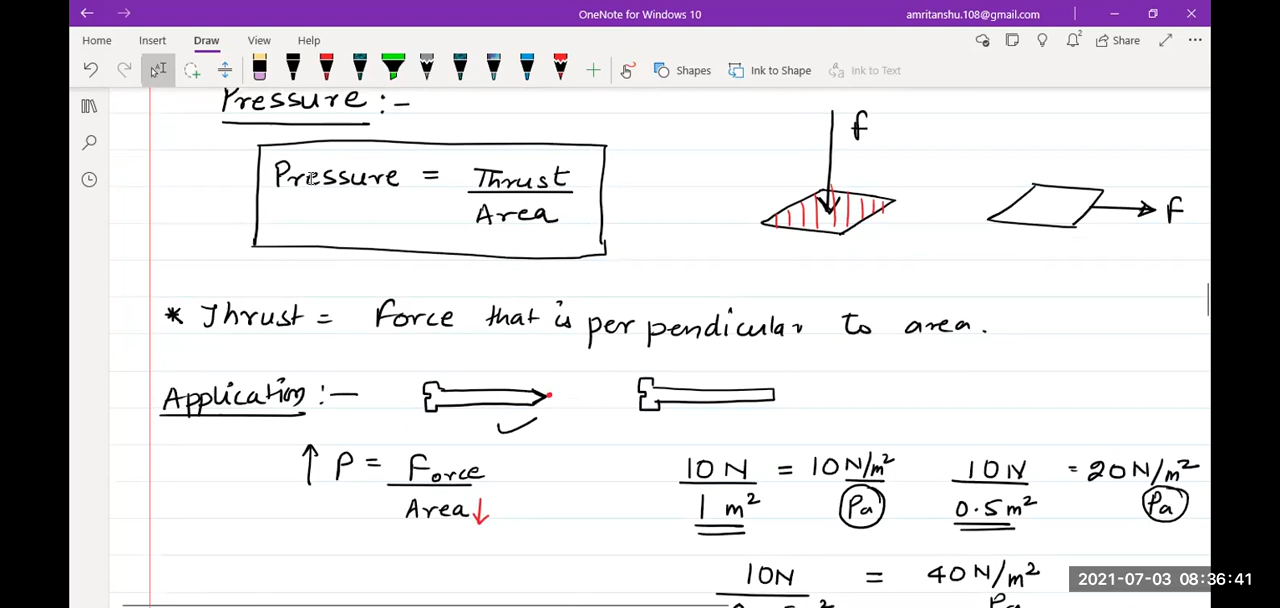 OneNote for Windows 10
amritanshu.108@gmail.com
Home Insert Draw View Help
Share
Shapes Ink to Shape Ink to Text
Pressure :-
f
Pressure = Thrust / Area
F
* Thrust = Force that is perpendicular to area.
Application :-
↑ P = Force / Area ↓
10 N / 1 m² = 10 N/m² Pa
10 N / 0.5 m² = 20 N/m² Pa
10N = 40 N/m²
2021-07-03 08:36:41